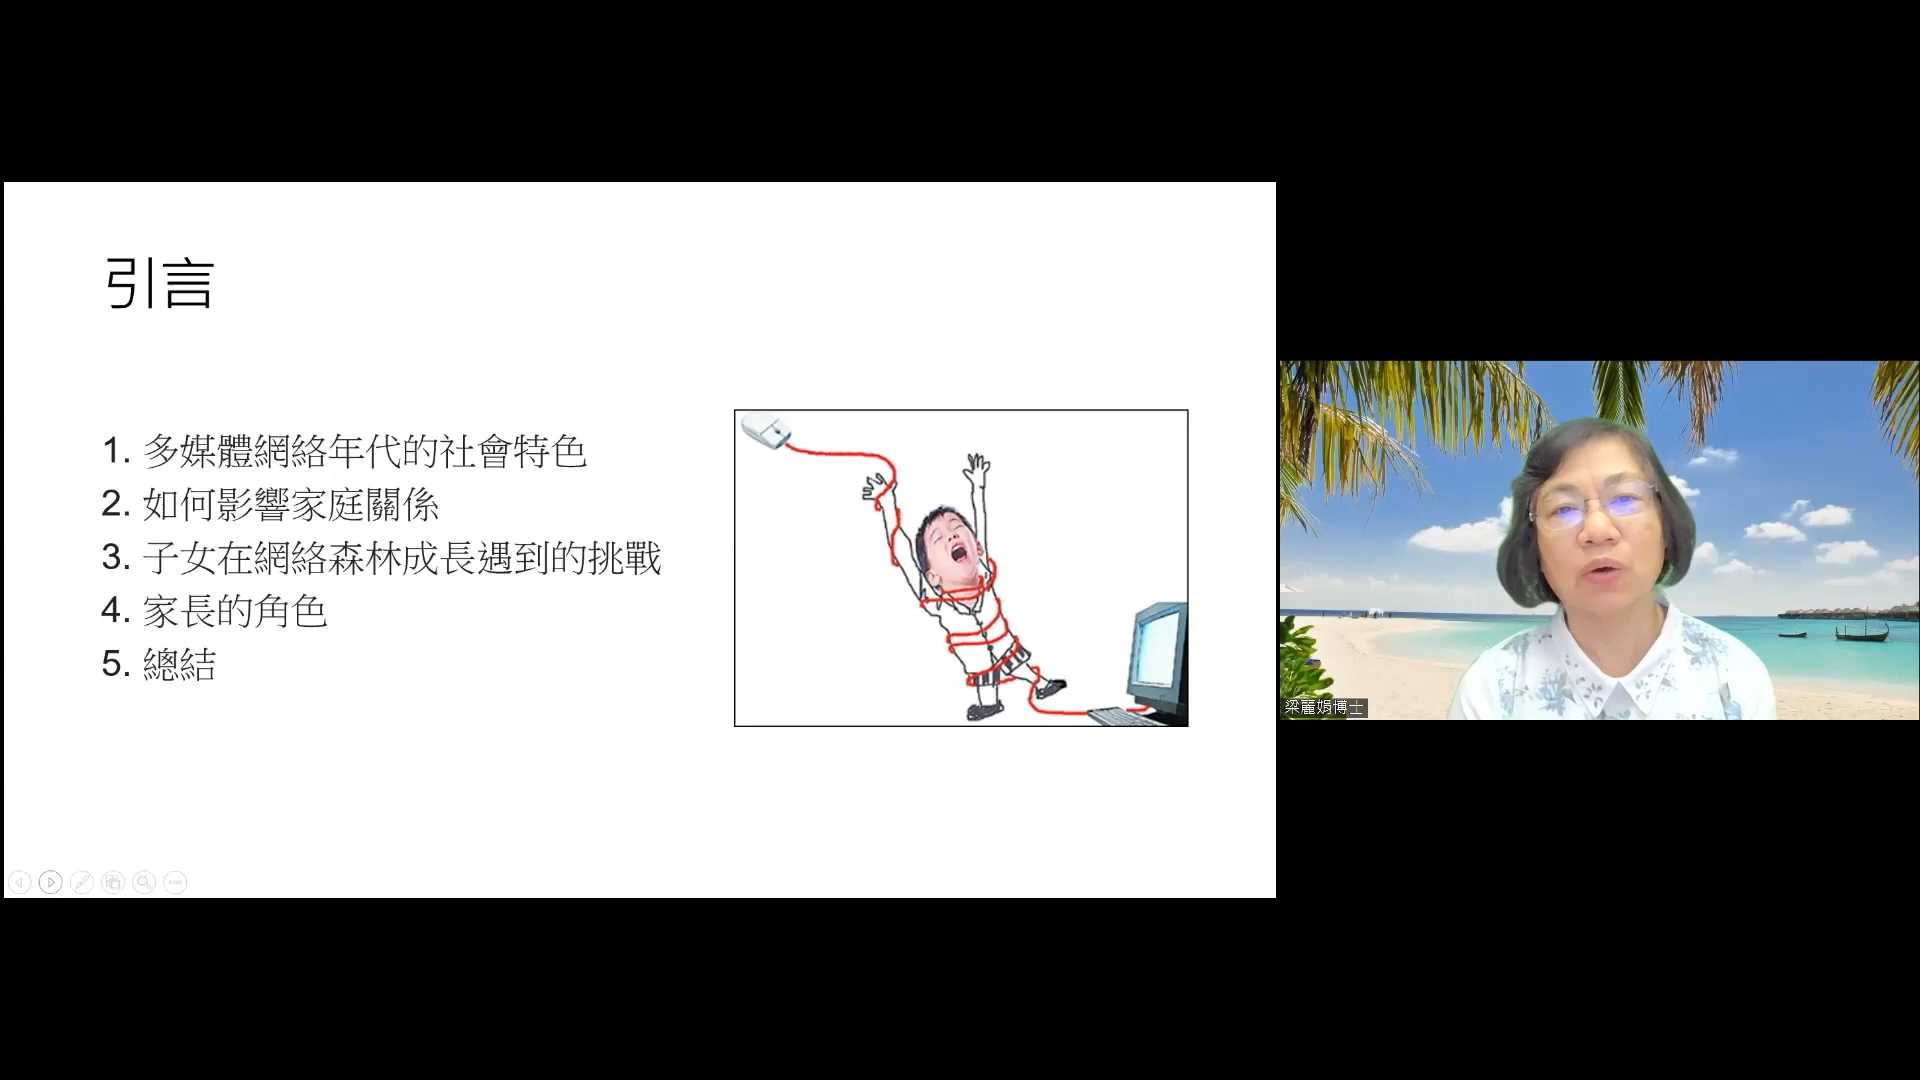 引言
1. 多媒體網絡年代的社會特色
2. 如何影響家庭關係
3. 子女在網絡森林成長遇到的挑戰
4. 家長的角色
5. 總結
梁麗娟博士